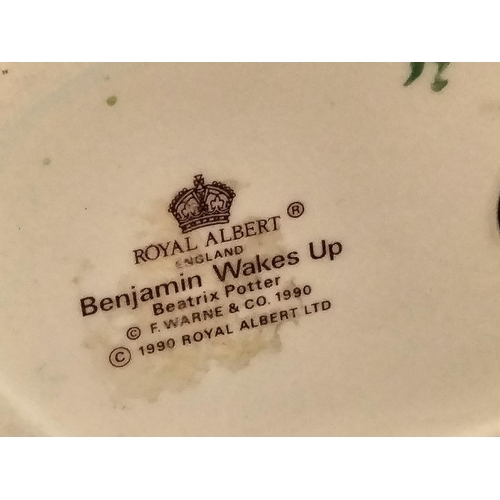 ROYAL ALBERT ®
ENGLAND
Benjamin Wakes Up
Beatrix Potter
© F. WARNE & CO. 1990
© 1990 ROYAL ALBERT LTD